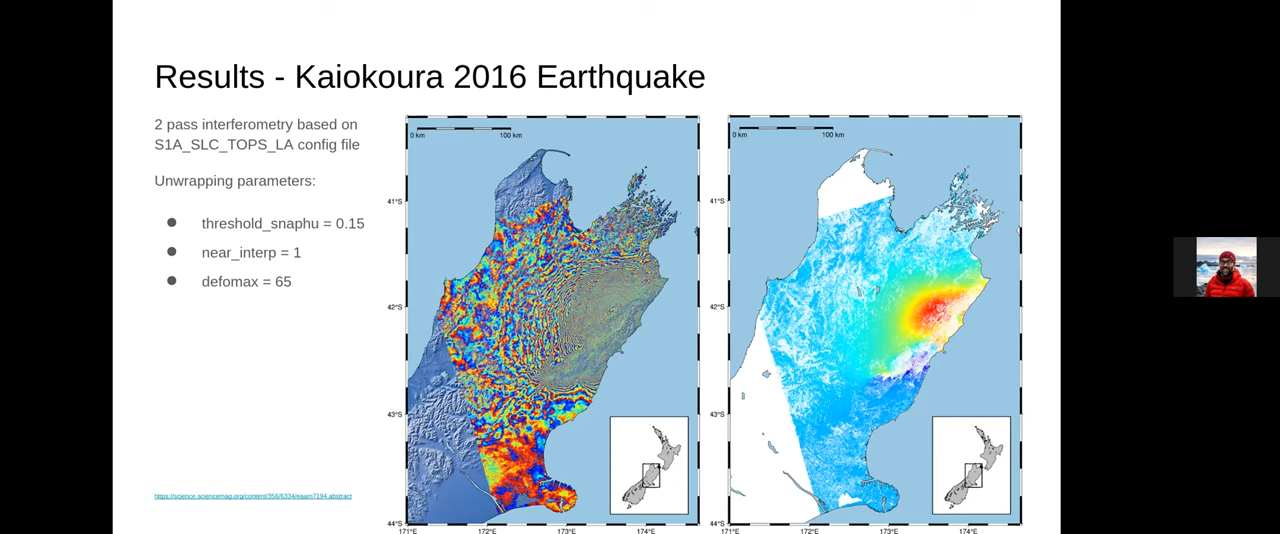 Results - Kaiokoura 2016 Earthquake
2 pass interferometry based on
S1A_SLC_TOPS_LA config file
Unwrapping parameters:
threshold_snaphu = 0.15
near_interp = 1
defomax = 65
https://science.sciencemag.org/content/356/6334/eaam7194.abstract
0 km 100 km
41°S
42°S
43°S
44°S
171°E 172°E 173°E 174°E
0 km 100 km
41°S
42°S
43°S
44°S
171°E 172°E 173°E 174°E